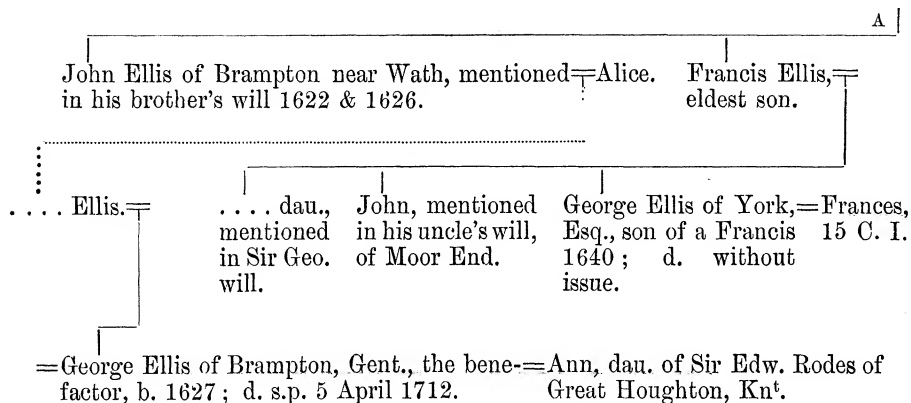 A
John Ellis of Brampton near Wath, mentioned=Alice.
in his brother's will 1622 & 1626.
Francis Ellis,=
eldest son.
. . . . Ellis.=
. . . . dau.,
mentioned
in Sir Geo.
will.
John, mentioned
in his uncle's will,
of Moor End.
George Ellis of York,=Frances,
Esq., son of a Francis 15 C. I.
1640 ; d. without
issue.
=George Ellis of Brampton, Gent., the bene-=Ann, dau. of Sir Edw. Rodes of
factor, b. 1627 ; d. s.p. 5 April 1712. Great Houghton, Knt.